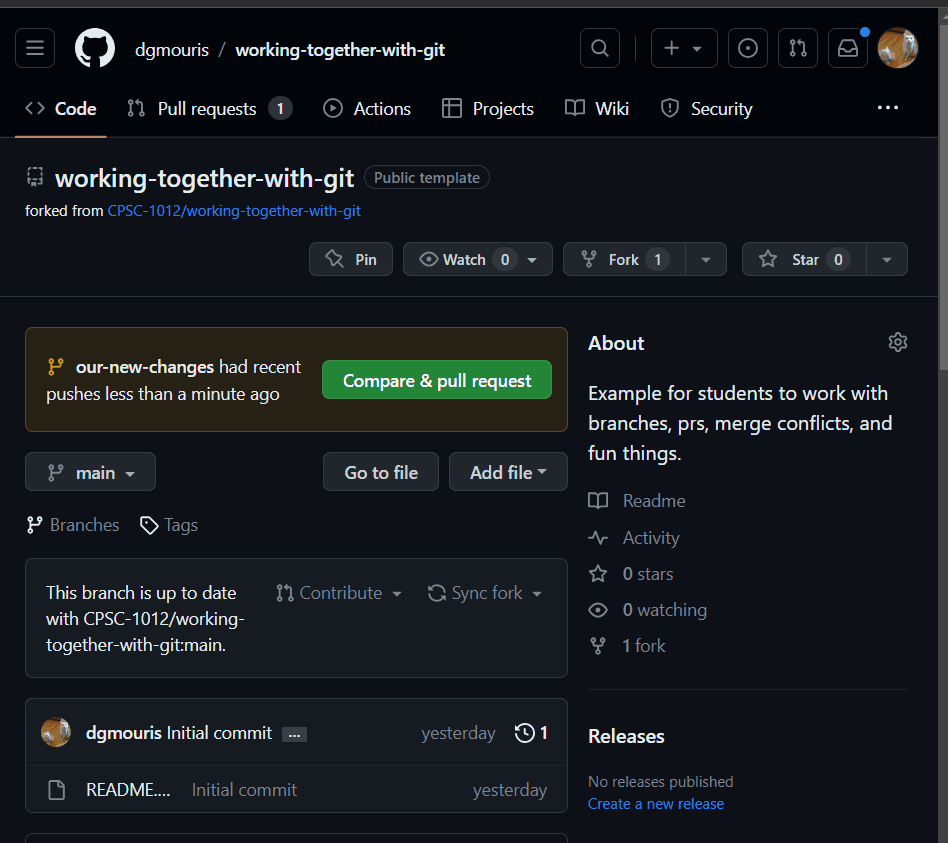 dgmouris / working-together-with-git
Code Pull requests 1 Actions Projects Wiki Security ...
working-together-with-git Public template
forked from CPSC-1012/working-together-with-git
Pin Watch 0 Fork 1 Star 0
our-new-changes had recent
pushes less than a minute ago
Compare & pull request
main Go to file Add file
Branches Tags
This branch is up to date
with CPSC-1012/working-
together-with-git:main.
Contribute Sync fork
dgmouris Initial commit ... yesterday 1
README.... Initial commit yesterday
About
Example for students to work with
branches, prs, merge conflicts, and
fun things.
Readme
Activity
0 stars
0 watching
1 fork
Releases
No releases published
Create a new release